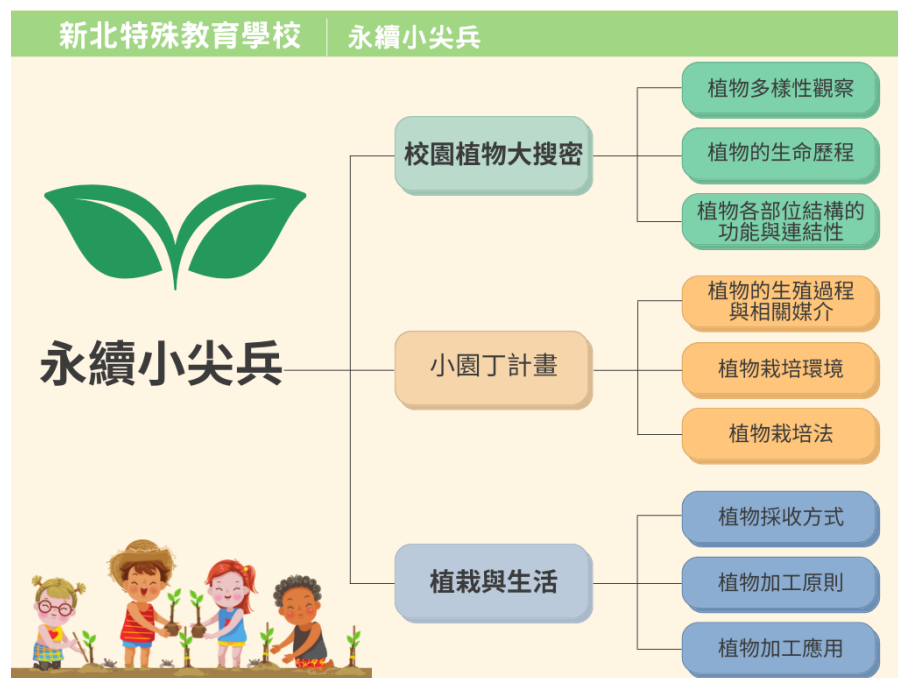 新北特殊教育學校
永續小尖兵
永續小尖兵
校園植物大搜密
植物多樣性觀察
植物的生命歷程
植物各部位結構的
功能與連結性
小園丁計畫
植物的生殖過程
與相關媒介
植物栽培環境
植物栽培法
植栽與生活
植物採收方式
植物加工原則
植物加工應用